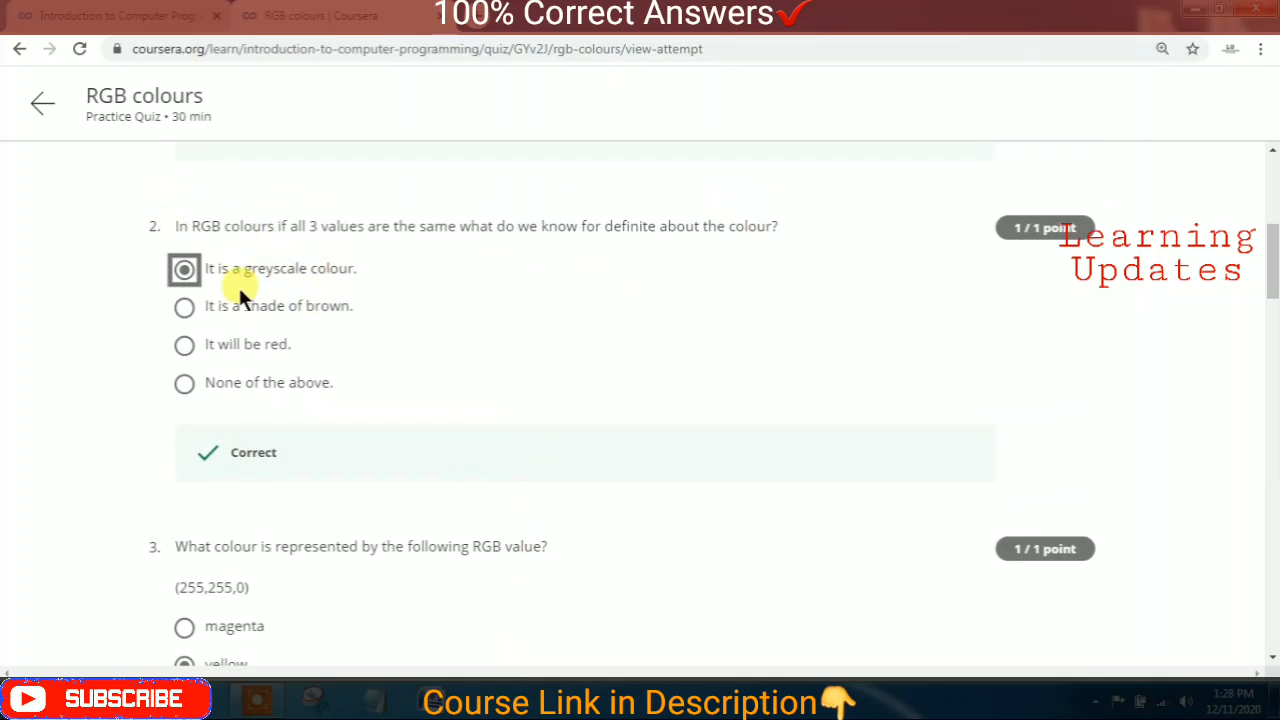 100% Correct Answers
Introduction to Computer Progr
RGB colours | Coursera
coursera.org/learn/introduction-to-computer-programming/quiz/GYv2J/rgb-colours/view-attempt
RGB colours
Practice Quiz • 30 min
2. In RGB colours if all 3 values are the same what do we know for definite about the colour?
1 / 1 point
Learning
Updates
It is a greyscale colour.
It is a shade of brown.
It will be red.
None of the above.
Correct
3. What colour is represented by the following RGB value?
1 / 1 point
(255,255,0)
magenta
yellow
SUBSCRIBE
Course Link in Description
1:28 PM
12/11/2020